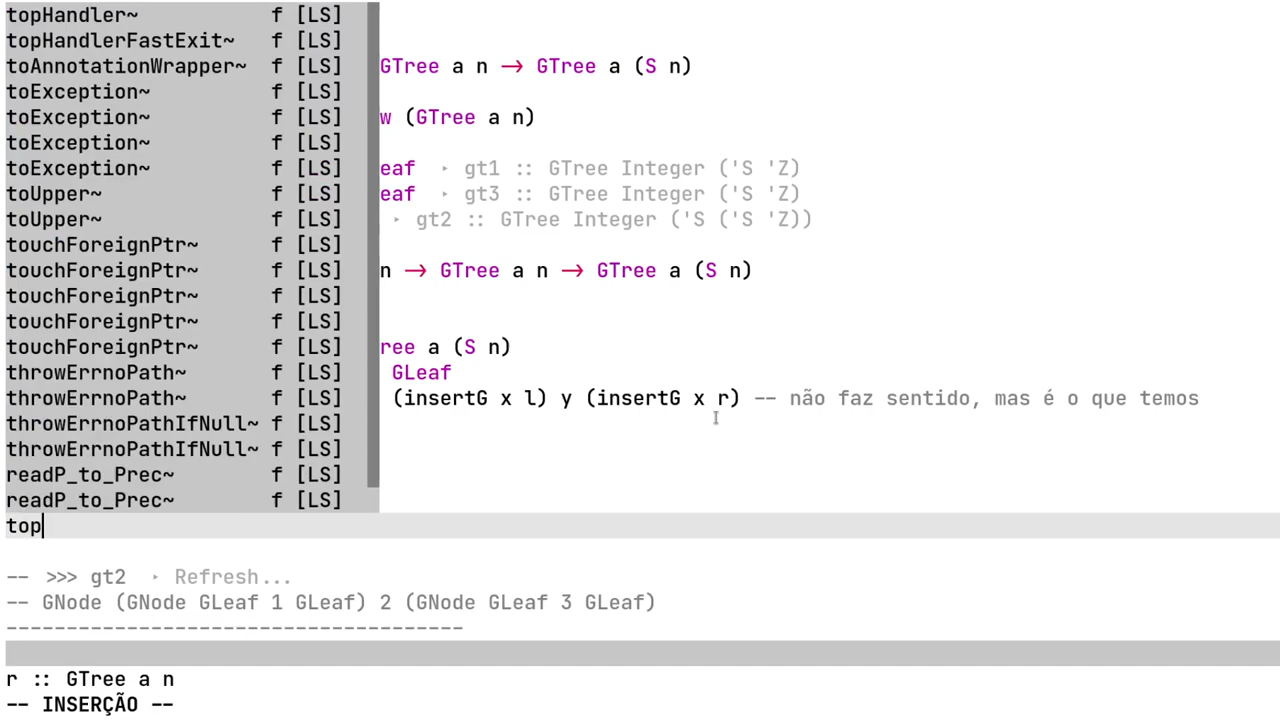 topHandler~ f [LS]
topHandlerFastExit~ f [LS]
toAnnotationWrapper~ f [LS] GTree a n → GTree a (S n)
toException~ f [LS]
toException~ f [LS] w (GTree a n)
toException~ f [LS]
toException~ f [LS] eaf ‣ gt1 :: GTree Integer ('S 'Z)
toUpper~ f [LS] eaf ‣ gt3 :: GTree Integer ('S 'Z)
toUpper~ f [LS] ‣ gt2 :: GTree Integer ('S ('S 'Z))
touchForeignPtr~ f [LS]
touchForeignPtr~ f [LS] n → GTree a n → GTree a (S n)
touchForeignPtr~ f [LS]
touchForeignPtr~ f [LS]
touchForeignPtr~ f [LS] ree a (S n)
throwErrnoPath~ f [LS] GLeaf
throwErrnoPath~ f [LS] (insertG x l) y (insertG x r) -- não faz sentido, mas é o que temos
throwErrnoPathIfNull~ f [LS]
throwErrnoPathIfNull~ f [LS]
readP_to_Prec~ f [LS]
readP_to_Prec~ f [LS]
top
-- >>> gt2 ‣ Refresh...
-- GNode (GNode GLeaf 1 GLeaf) 2 (GNode GLeaf 3 GLeaf)
--------------------------------------
r :: GTree a n
-- INSERÇÃO --